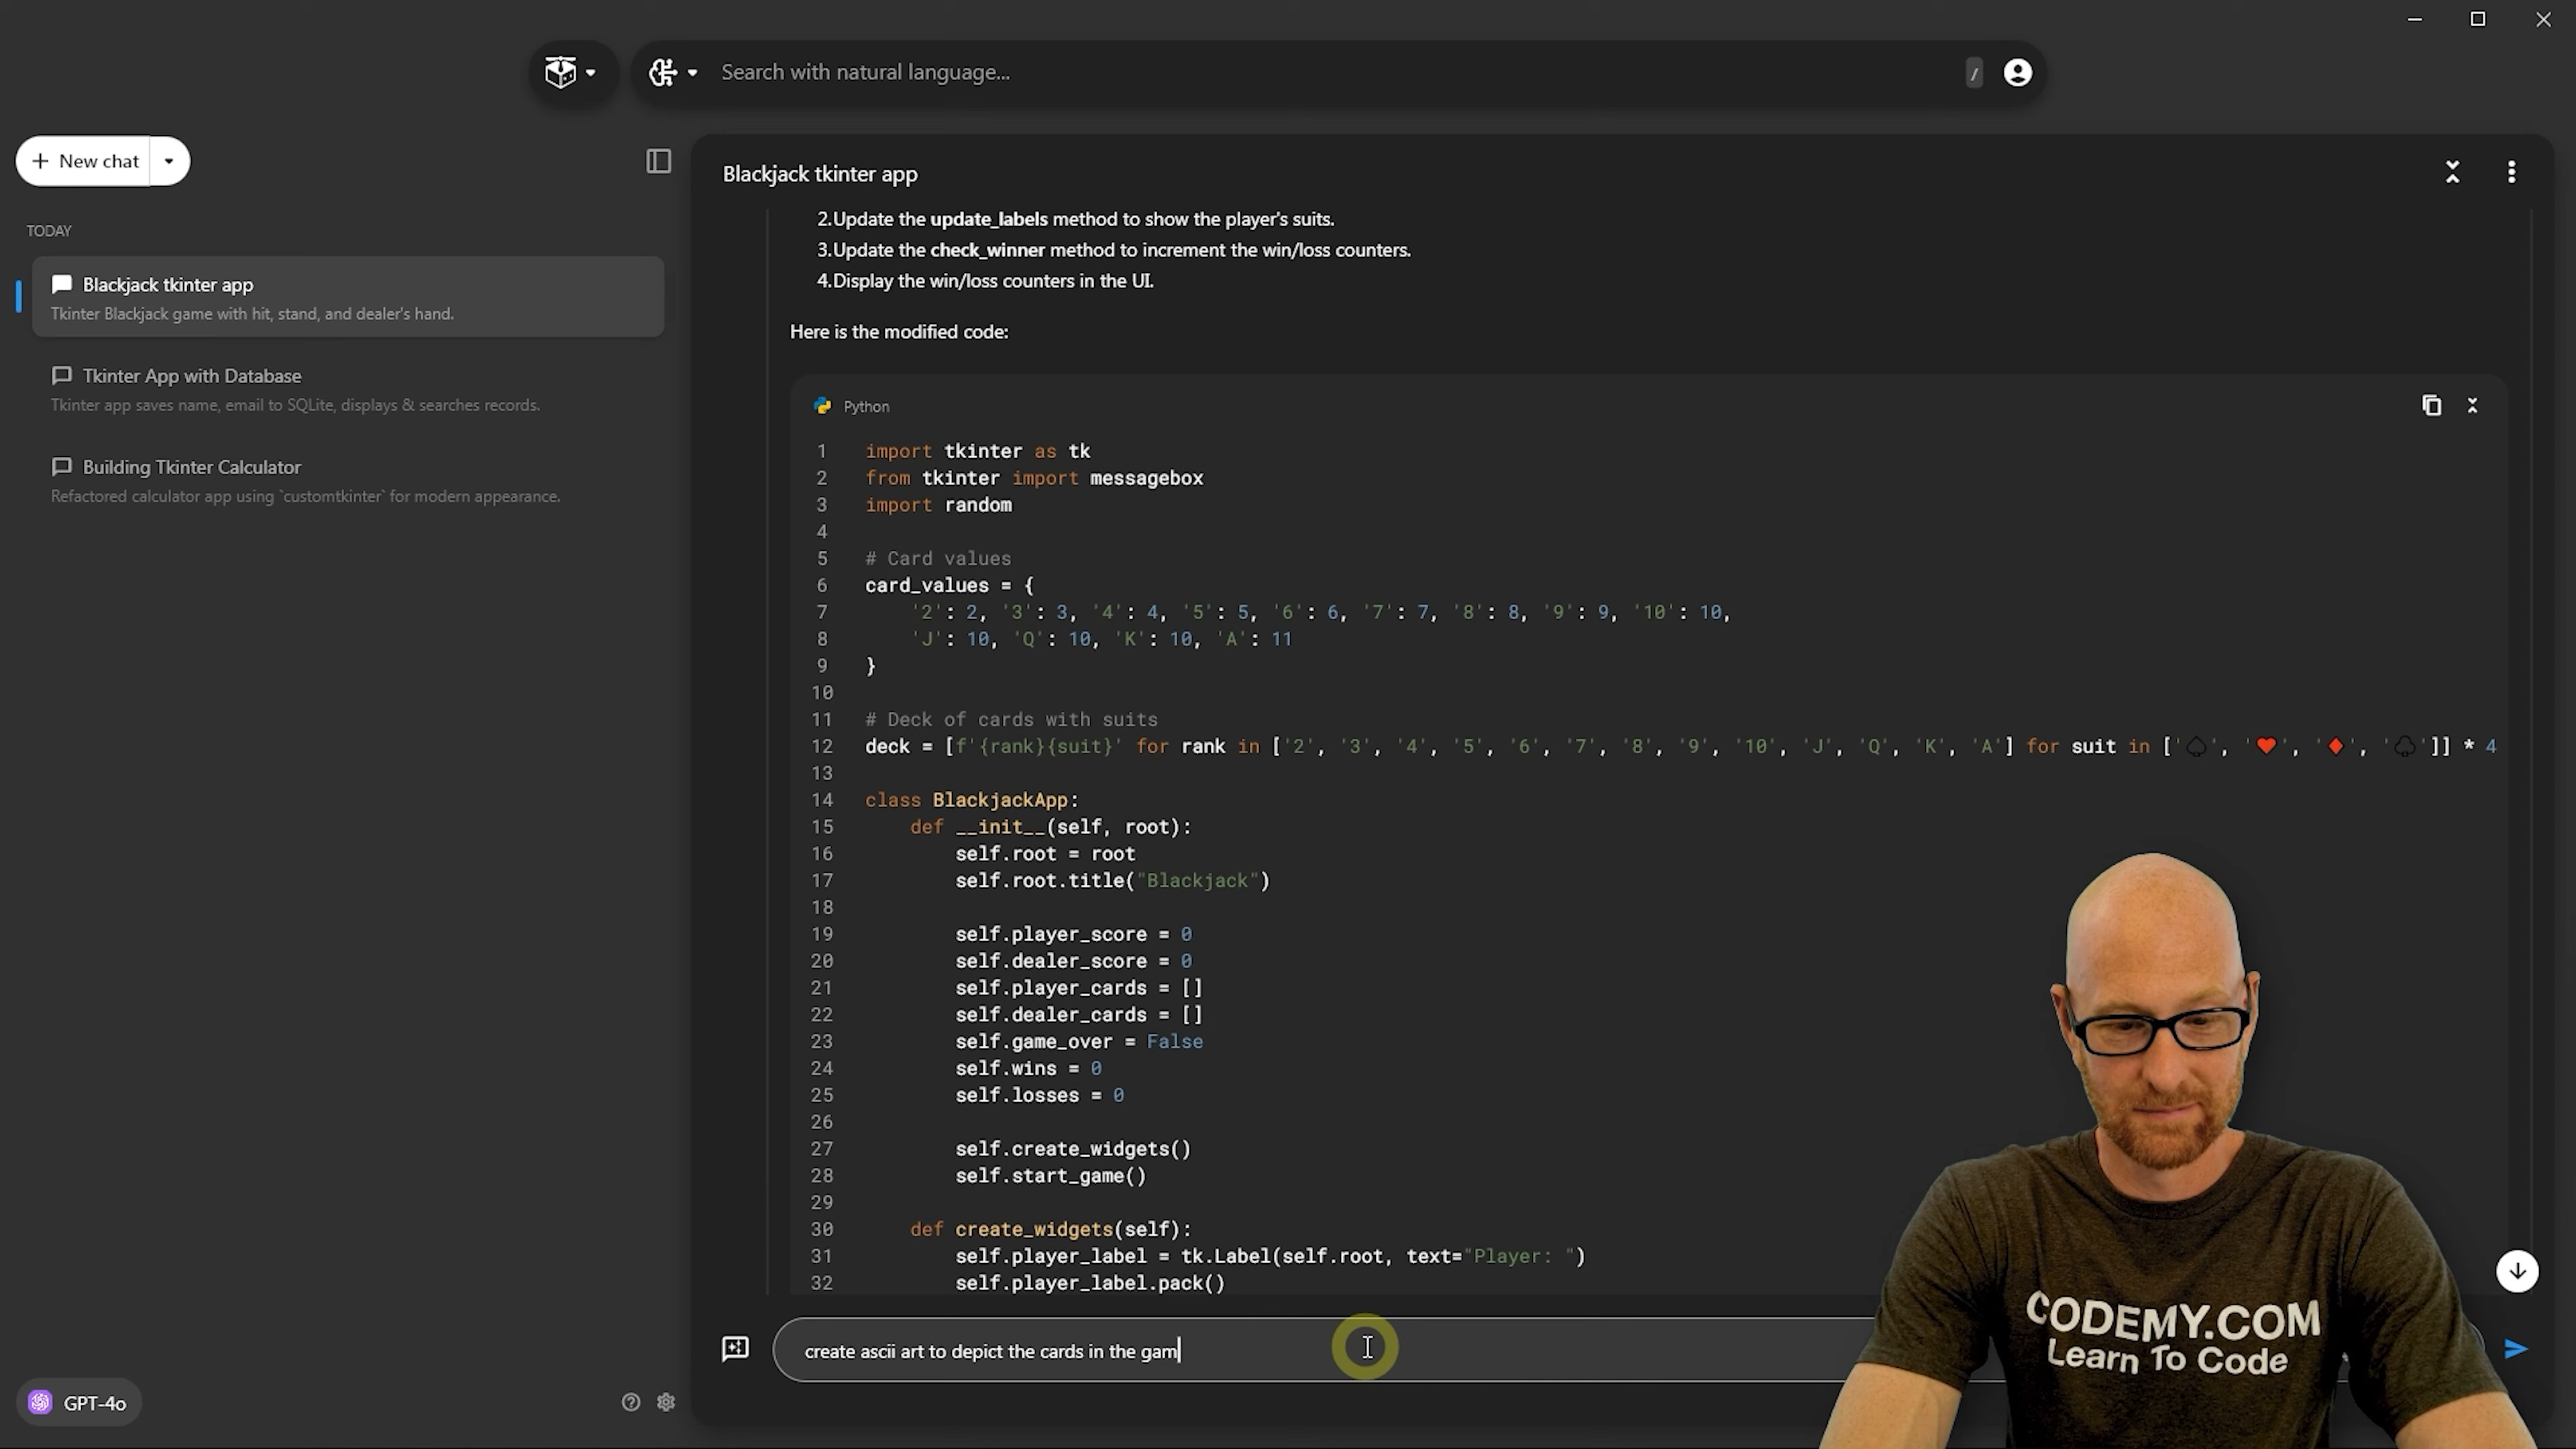 Search with natural language...
/
New chat
TODAY
Blackjack tkinter app
Tkinter Blackjack game with hit, stand, and dealer's hand.
Tkinter App with Database
Tkinter app saves name, email to SQLite, displays & searches records.
Building Tkinter Calculator
Refactored calculator app using `customtkinter` for modern appearance.
GPT-4o
Blackjack tkinter app
2.Update the update_labels method to show the player's suits.
3.Update the check_winner method to increment the win/loss counters.
4.Display the win/loss counters in the UI.
Here is the modified code:
Python
1 import tkinter as tk
2 from tkinter import messagebox
3 import random
4
5 # Card values
6 card_values = {
7 '2': 2, '3': 3, '4': 4, '5': 5, '6': 6, '7': 7, '8': 8, '9': 9, '10': 10,
8 'J': 10, 'Q': 10, 'K': 10, 'A': 11
9 }
10
11 # Deck of cards with suits
12 deck = [f'{rank}{suit}' for rank in ['2', '3', '4', '5', '6', '7', '8', '9', '10', 'J', 'Q', 'K', 'A'] for suit in ['♠', '♥', '♦', '♣']] * 4
13
14 class BlackjackApp:
15 def __init__(self, root):
16 self.root = root
17 self.root.title("Blackjack")
18
19 self.player_score = 0
20 self.dealer_score = 0
21 self.player_cards = []
22 self.dealer_cards = []
23 self.game_over = False
24 self.wins = 0
25 self.losses = 0
26
27 self.create_widgets()
28 self.start_game()
29
30 def create_widgets(self):
31 self.player_label = tk.Label(self.root, text="Player: ")
32 self.player_label.pack()
create ascii art to depict the cards in the gam
CODEMY.COM
Learn To Code